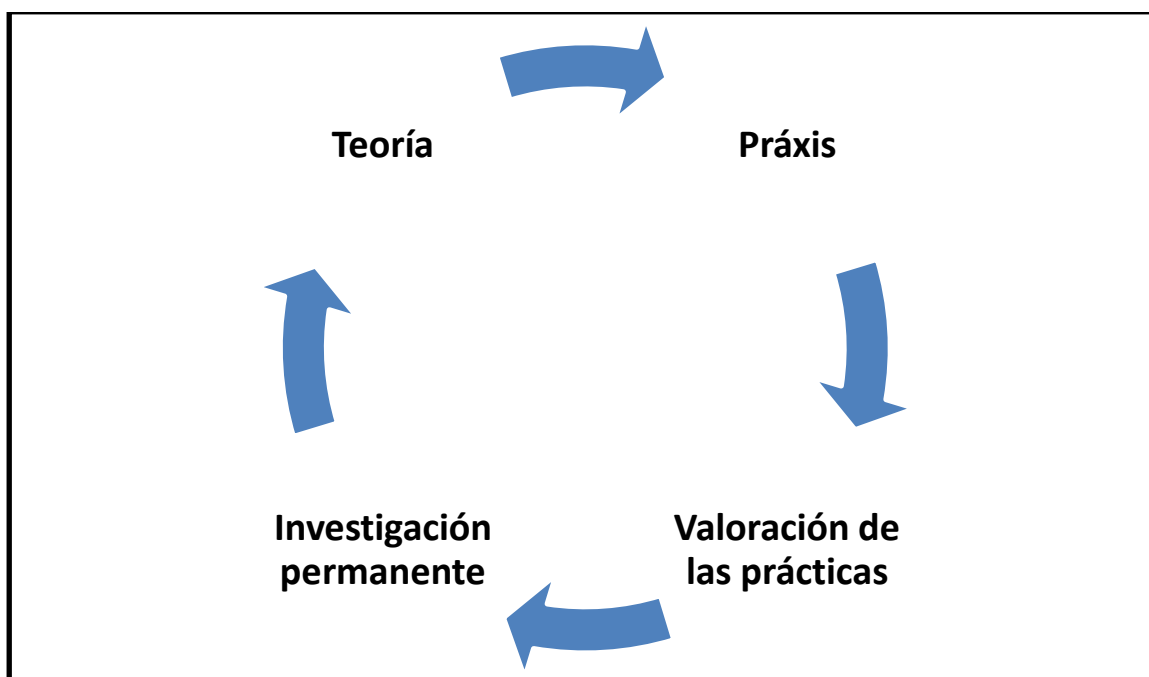 Teoría
Práxis
Investigación
permanente
Valoración de
las prácticas